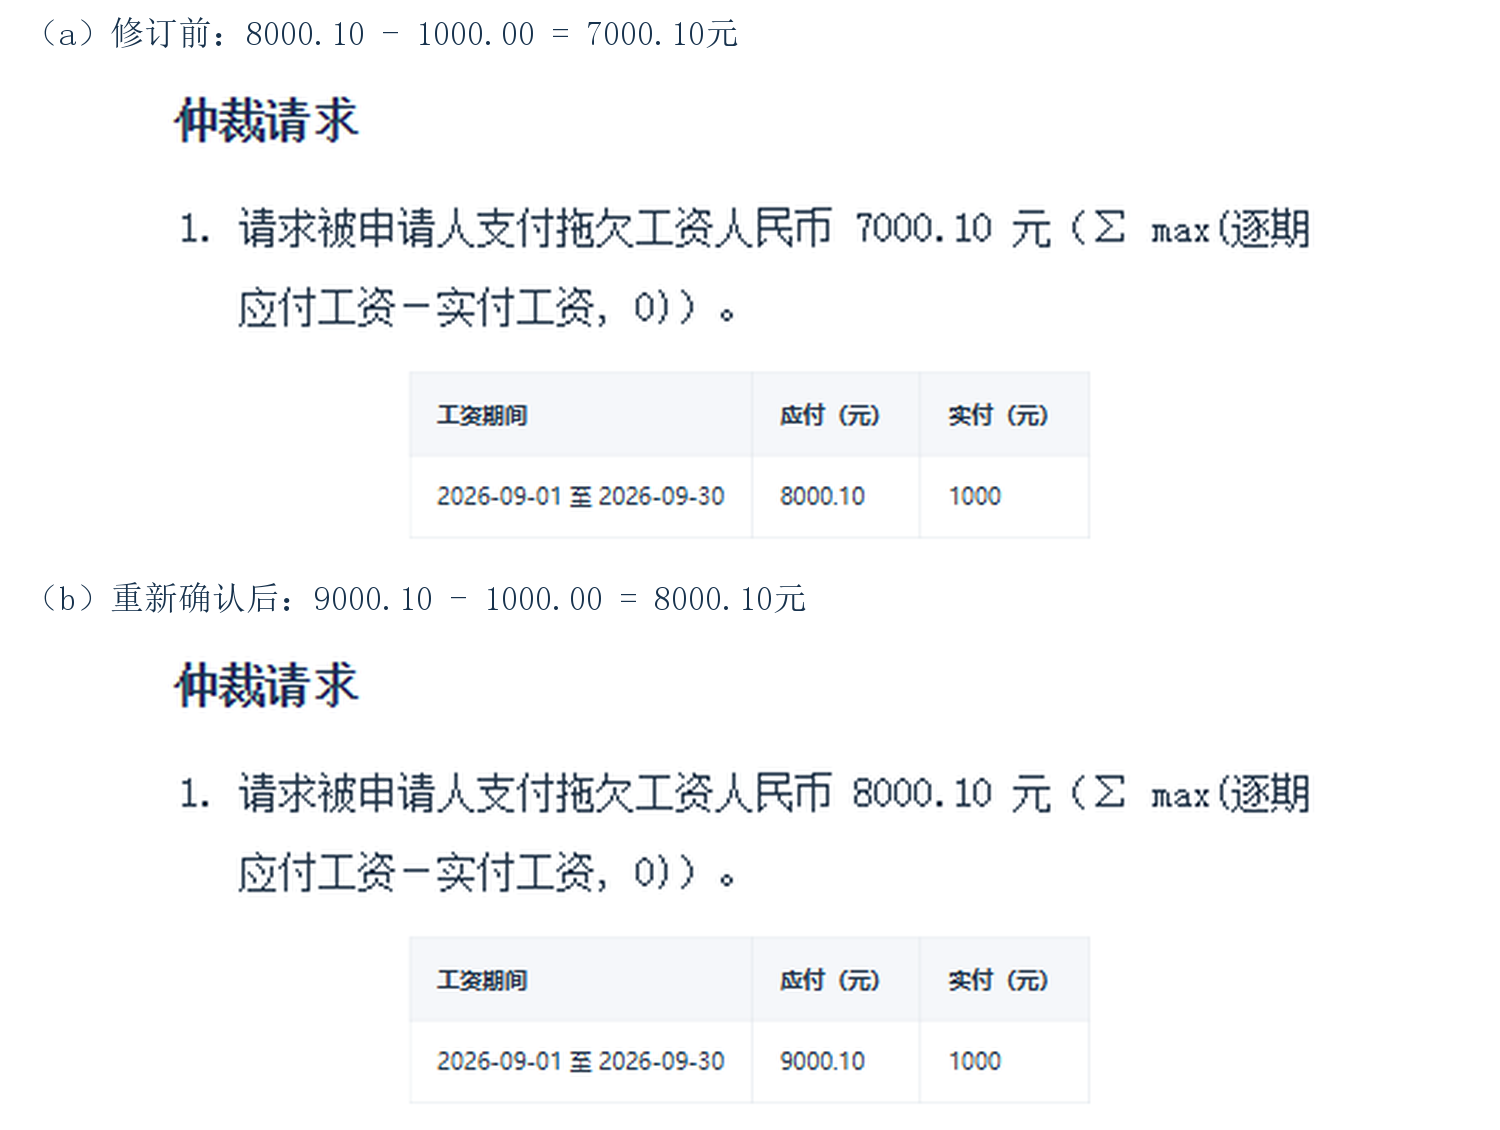 （a）修订前：8000.10 - 1000.00 = 7000.10元
仲裁请求
1. 请求被申请人支付拖欠工资人民币 7000.10 元（Σ max(逐期
应付工资－实付工资, 0)）。
工资期间 应付（元） 实付（元）
2026-09-01 至 2026-09-30 8000.10 1000
（b）重新确认后：9000.10 - 1000.00 = 8000.10元
仲裁请求
1. 请求被申请人支付拖欠工资人民币 8000.10 元（Σ max(逐期
应付工资－实付工资, 0)）。
工资期间 应付（元） 实付（元）
2026-09-01 至 2026-09-30 9000.10 1000